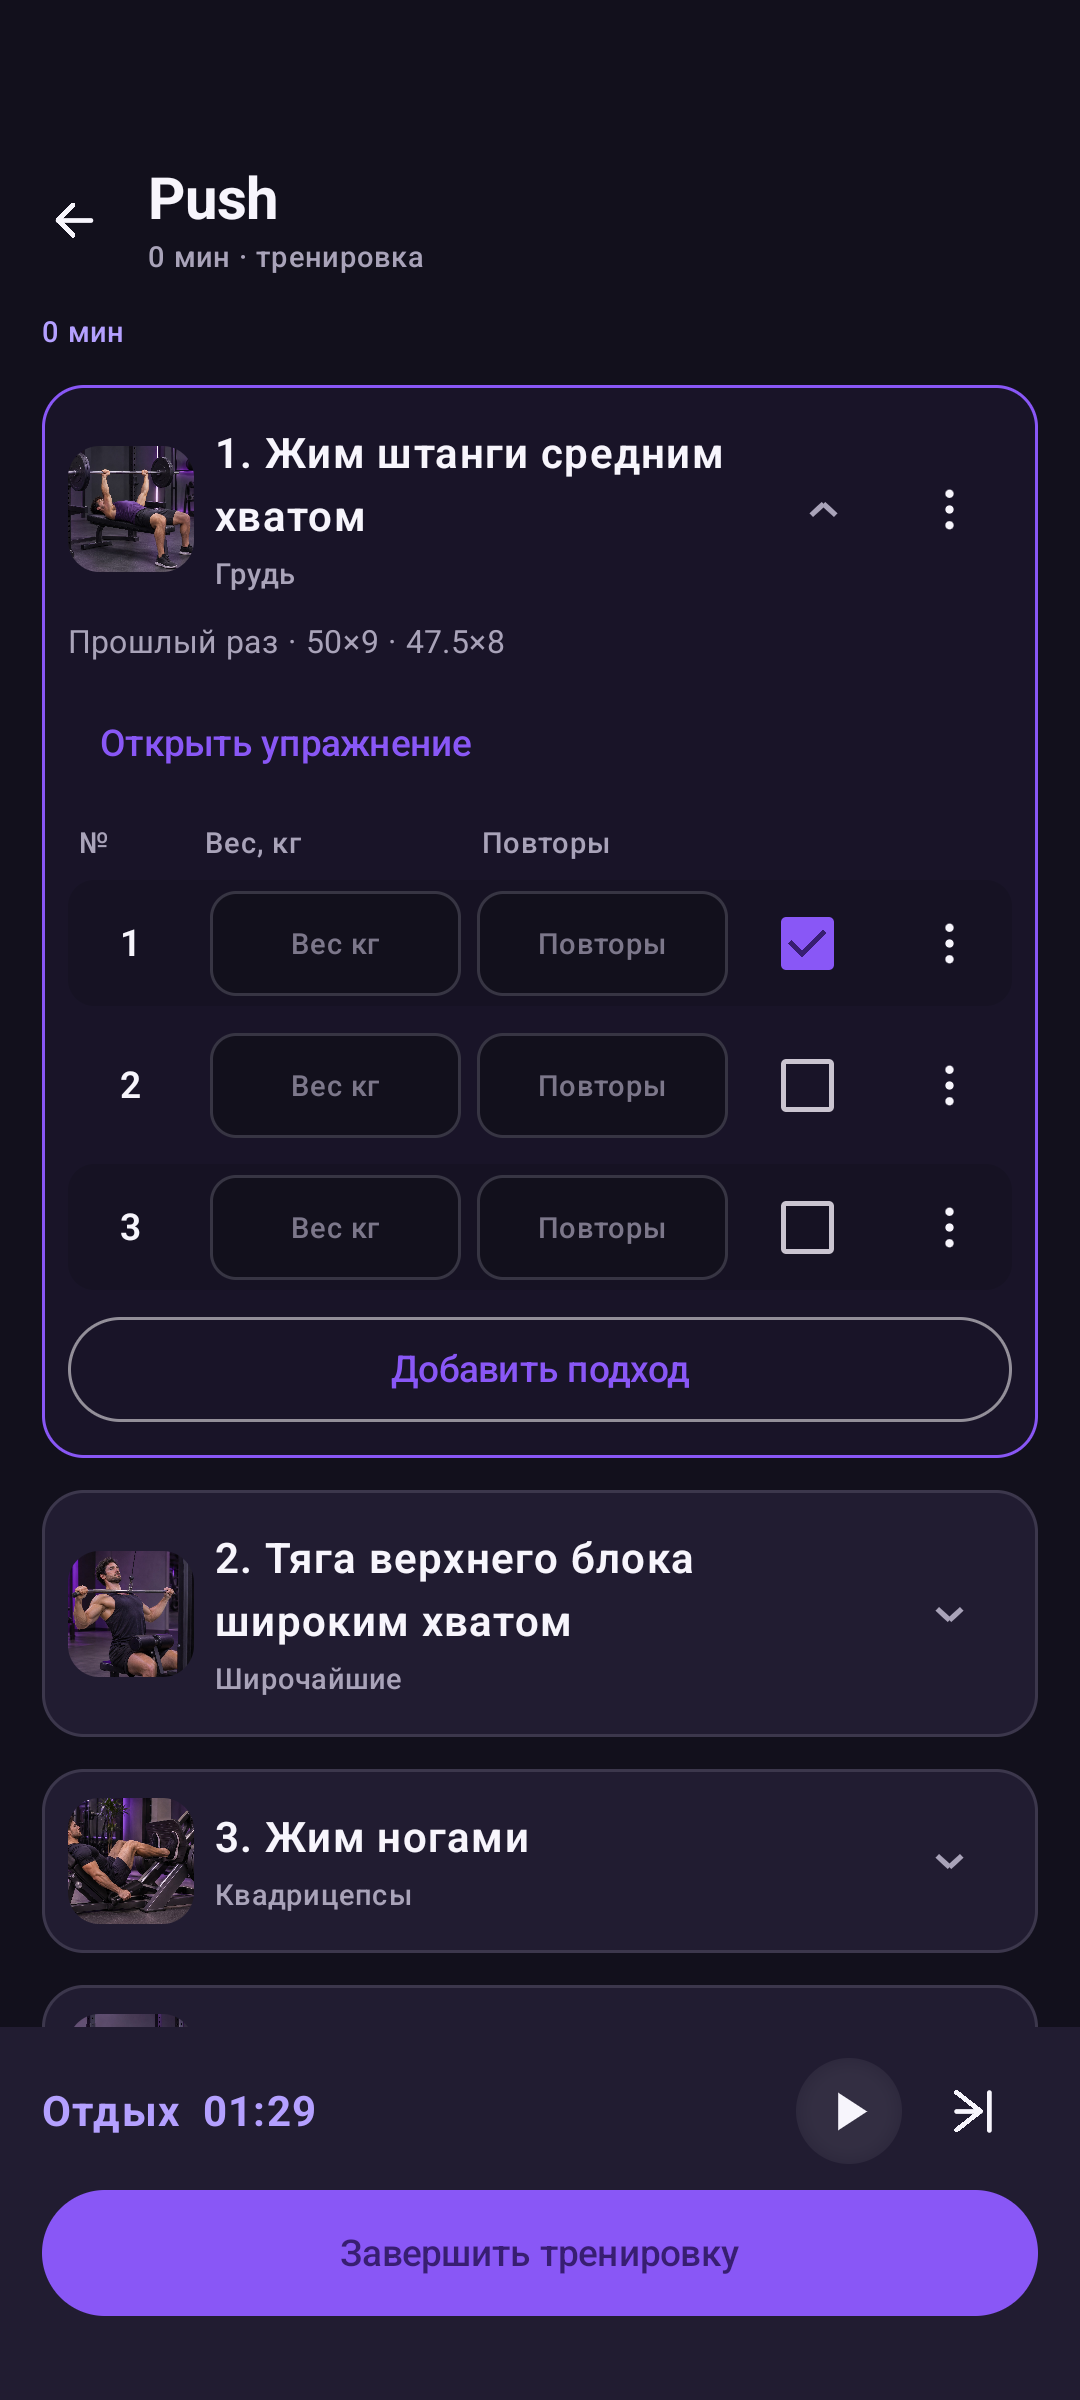 Push
0 мин · тренировка
0 мин
1. Жим штанги средним
хватом
Грудь
Прошлый раз · 50×9 · 47.5×8
Открыть упражнение
№ Вес, кг Повторы
1 Вес кг Повторы
2 Вес кг Повторы
3 Вес кг Повторы
Добавить подход
2. Тяга верхнего блока
широким хватом
Широчайшие
3. Жим ногами
Квадрицепсы
Отдых 01:29
Завершить тренировку